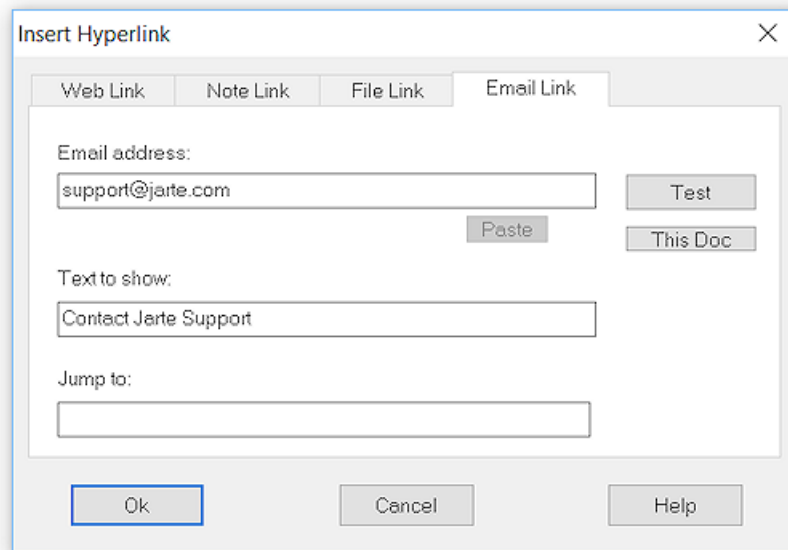 Insert Hyperlink
Web Link Note Link File Link Email Link
Email address:
support@jarte.com
Test
Paste
This Doc
Text to show:
Contact Jarte Support
Jump to:
Ok Cancel Help